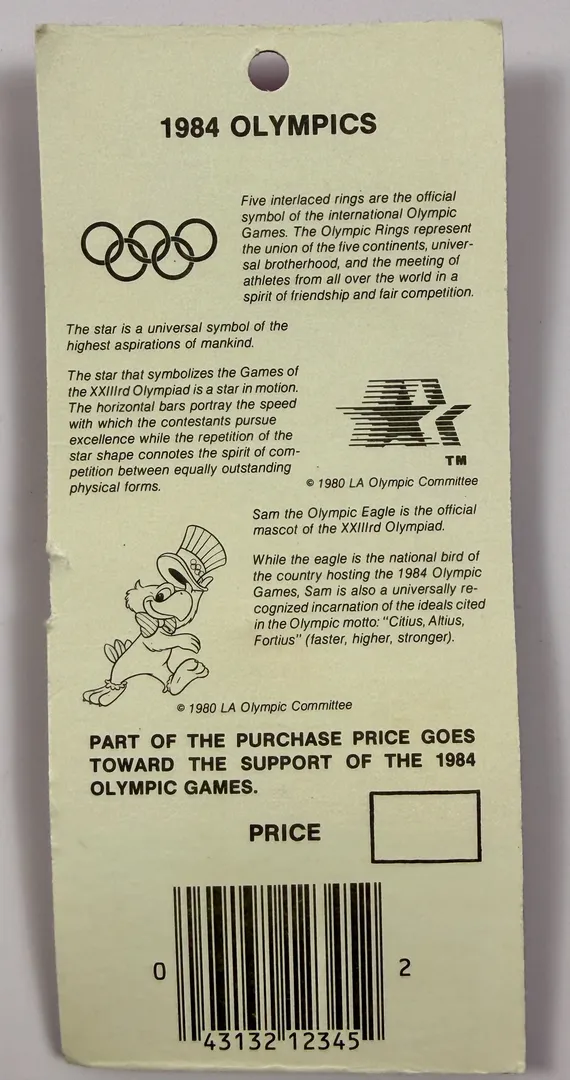 1984 OLYMPICS
Five interlaced rings are the official
symbol of the international Olympic
Games. The Olympic Rings represent
the union of the five continents, univer-
sal brotherhood, and the meeting of
athletes from all over the world in a
spirit of friendship and fair competition.
The star is a universal symbol of the
highest aspirations of mankind.
The star that symbolizes the Games of
the XXIIIrd Olympiad is a star in motion.
The horizontal bars portray the speed
with which the contestants pursue
excellence while the repetition of the
star shape connotes the spirit of com-
petition between equally outstanding
physical forms.
TM
© 1980 LA Olympic Committee
Sam the Olympic Eagle is the official
mascot of the XXIIIrd Olympiad.
While the eagle is the national bird of
the country hosting the 1984 Olympic
Games, Sam is also a universally re-
cognized incarnation of the ideals cited
in the Olympic motto: "Citius, Altius,
Fortius" (faster, higher, stronger).
© 1980 LA Olympic Committee
PART OF THE PURCHASE PRICE GOES
TOWARD THE SUPPORT OF THE 1984
OLYMPIC GAMES.
PRICE
0 43132 12345 2